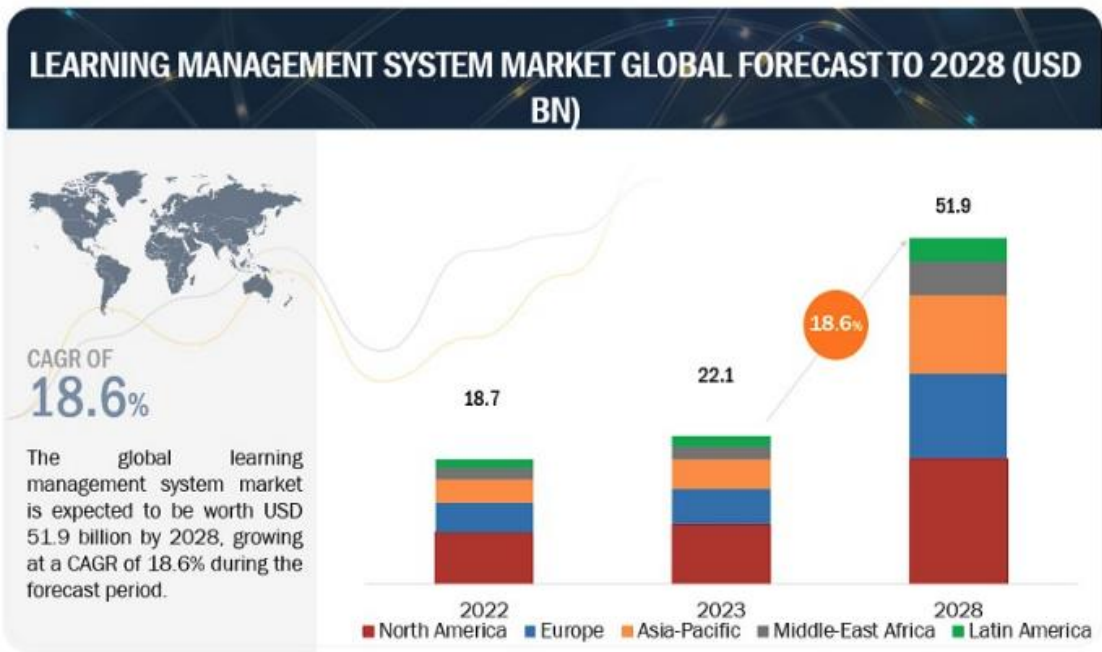 LEARNING MANAGEMENT SYSTEM MARKET GLOBAL FORECAST TO 2028 (USD
BN)
CAGR OF
18.6%
The global learning
management system market
is expected to be worth USD
51.9 billion by 2028, growing
at a CAGR of 18.6% during the
forecast period.
18.7
22.1
51.9
18.6%
2022
2023
2028
North America
Europe
Asia-Pacific
Middle-East Africa
Latin America